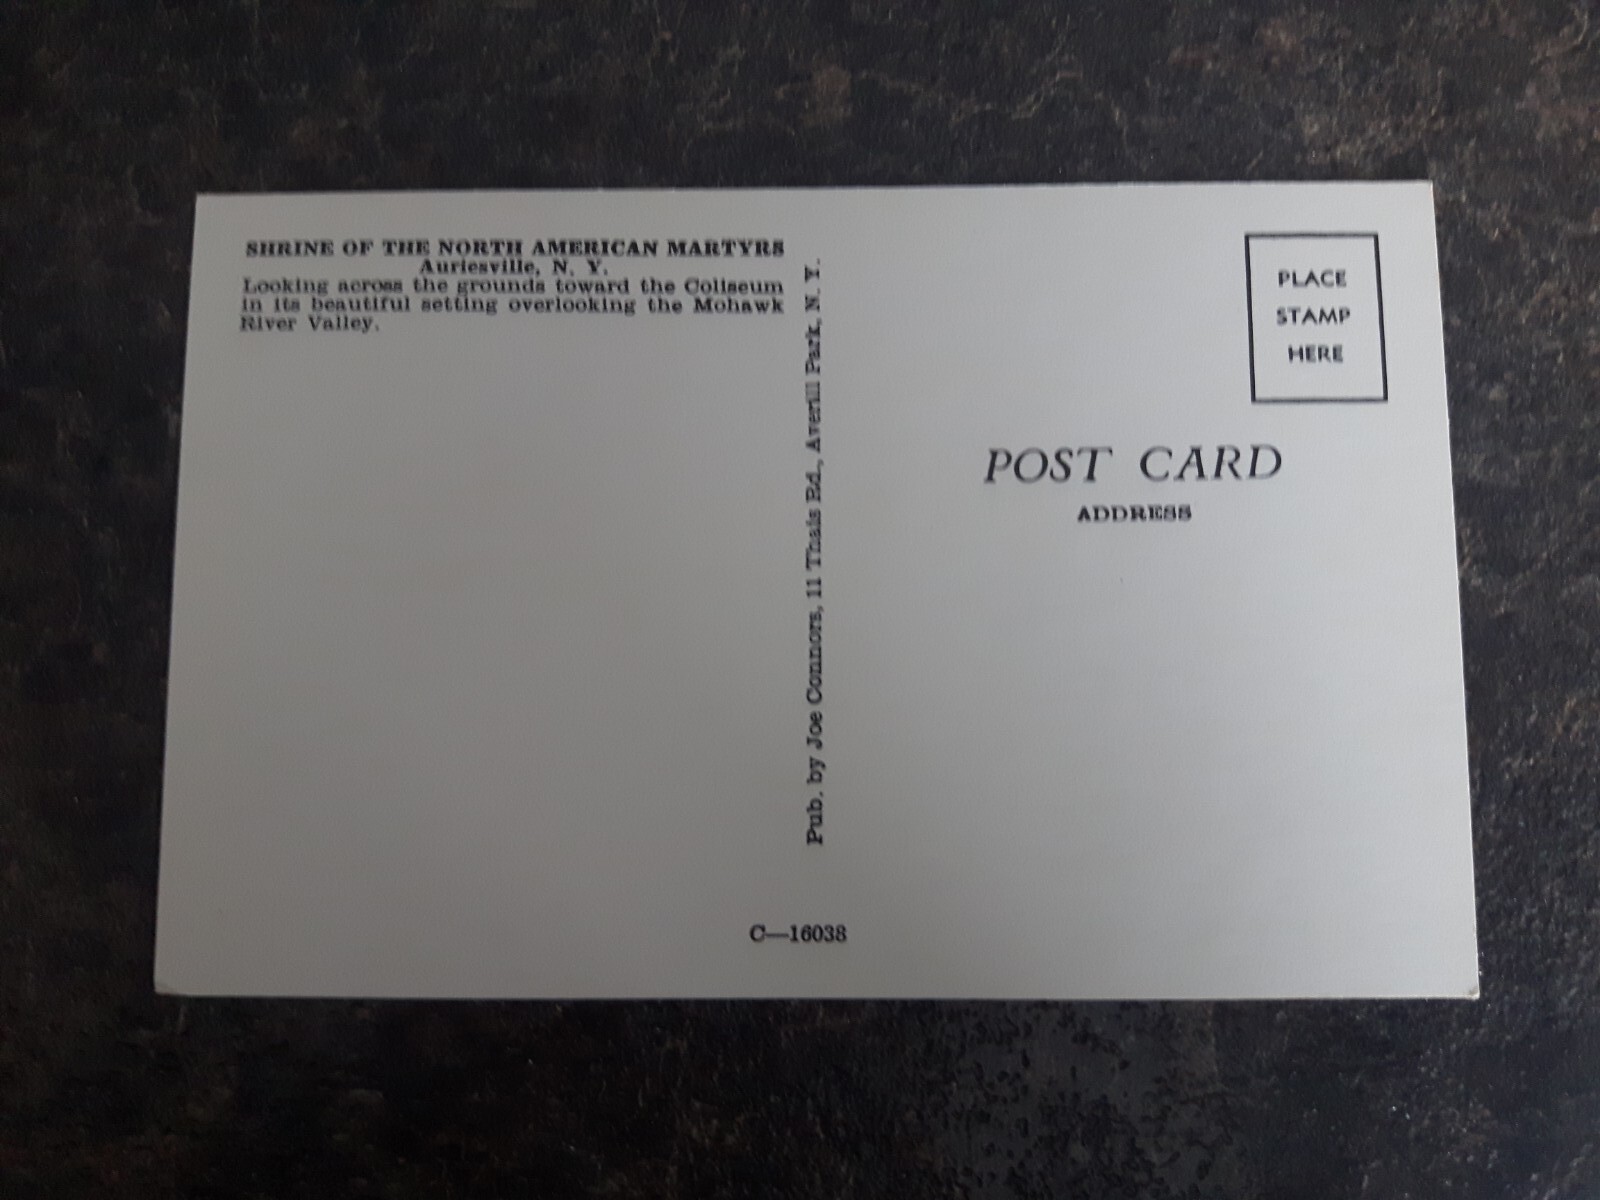 SHRINE OF THE NORTH AMERICAN MARTYRS
Auriesville, N. Y.
Looking across the grounds toward the Coliseum
in its beautiful setting overlooking the Mohawk
River Valley.
Pub. by Joe Connors, 11 Thais Rd., Averill Park, N. Y.
C—16038
PLACE
STAMP
HERE
POST CARD
ADDRESS